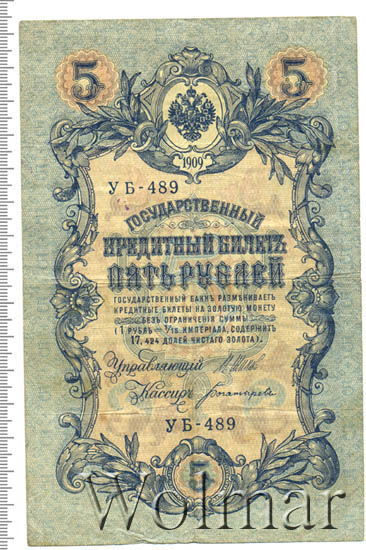 5 5
1909
УБ-489
ГОСУДАРСТВЕННЫЙ
КРЕДИТНЫЙ БИЛЕТЪ
ПЯТЬ РУБЛЕЙ
ГОСУДАРСТВЕННЫЙ БАНКЪ РАЗМѢНИВАЕТЪ
КРЕДИТНЫЕ БИЛЕТЫ НА ЗОЛОТУЮ МОНЕТУ
БЕЗЪ ОГРАНИЧЕНІЯ СУММЫ
(1 РУБЛЬ = 1/15 ИМПЕРІАЛА, СОДЕРЖИТЪ
17,424 ДОЛЕЙ ЧИСТАГО ЗОЛОТА).
Управляющій
Кассиръ Богатыревъ
УБ-489
5
Wolmar